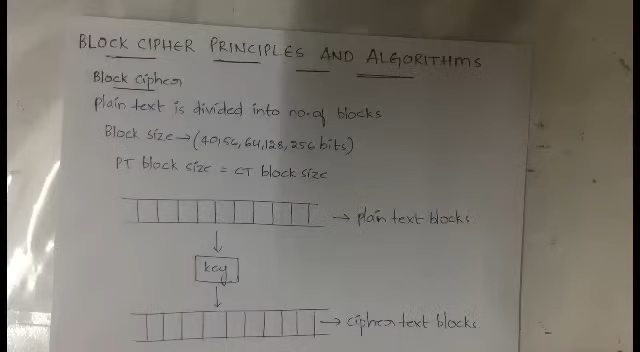 BLOCK CIPHER PRINCIPLES AND ALGORITHMS
Block cipher
plain text is divided into no.of blocks
Block size → (40,56,64,128,256 bits)
PT block size = CT block size
→ plain text blocks
key
→ cipher text blocks